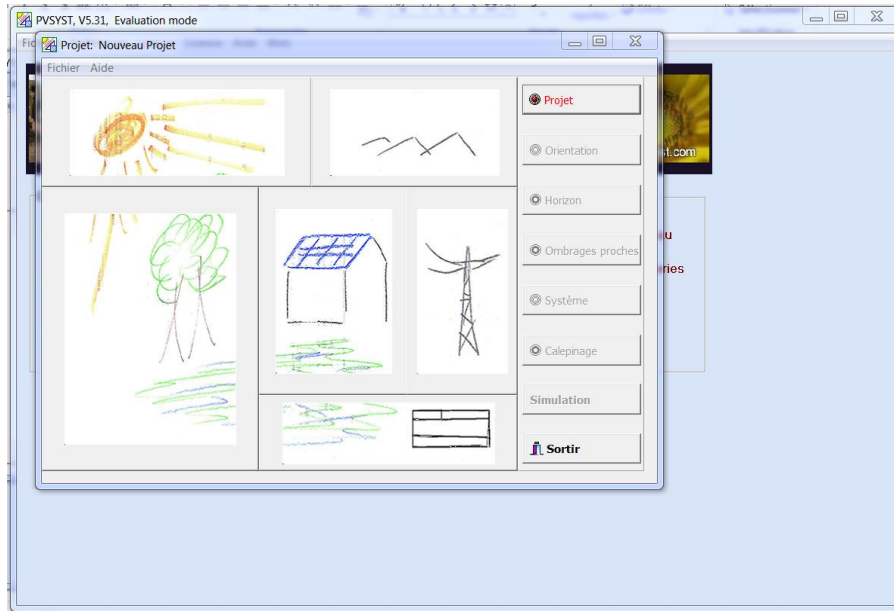 PVSYST, V5.31, Evaluation mode
Projet: Nouveau Projet
Fichier Aide
Projet
Orientation
Horizon
Ombrages proches
Système
Calepinage
Simulation
Sortir
st.com
u
ries